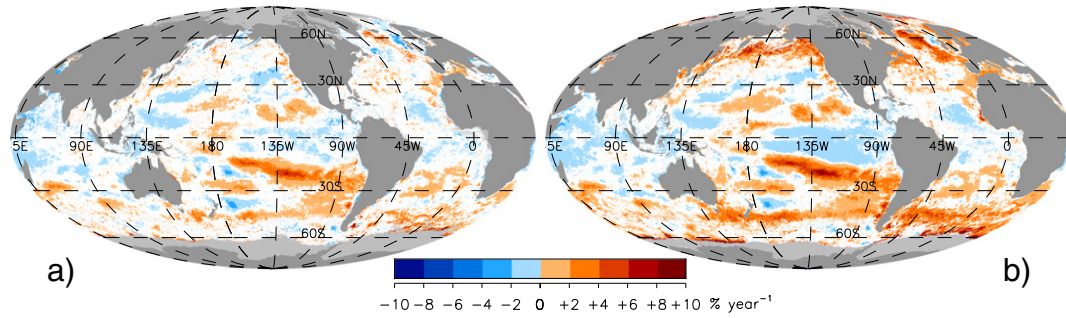 60N 60N
30N 30N
5E 90E 135E 180 135W 90W 45W 0 5E 90E 135E 180 135W 90W 45W 0
30S 30S
60S 60S
a) b)
−10 −8 −6 −4 −2 0 +2 +4 +6 +8 +10 % year⁻¹